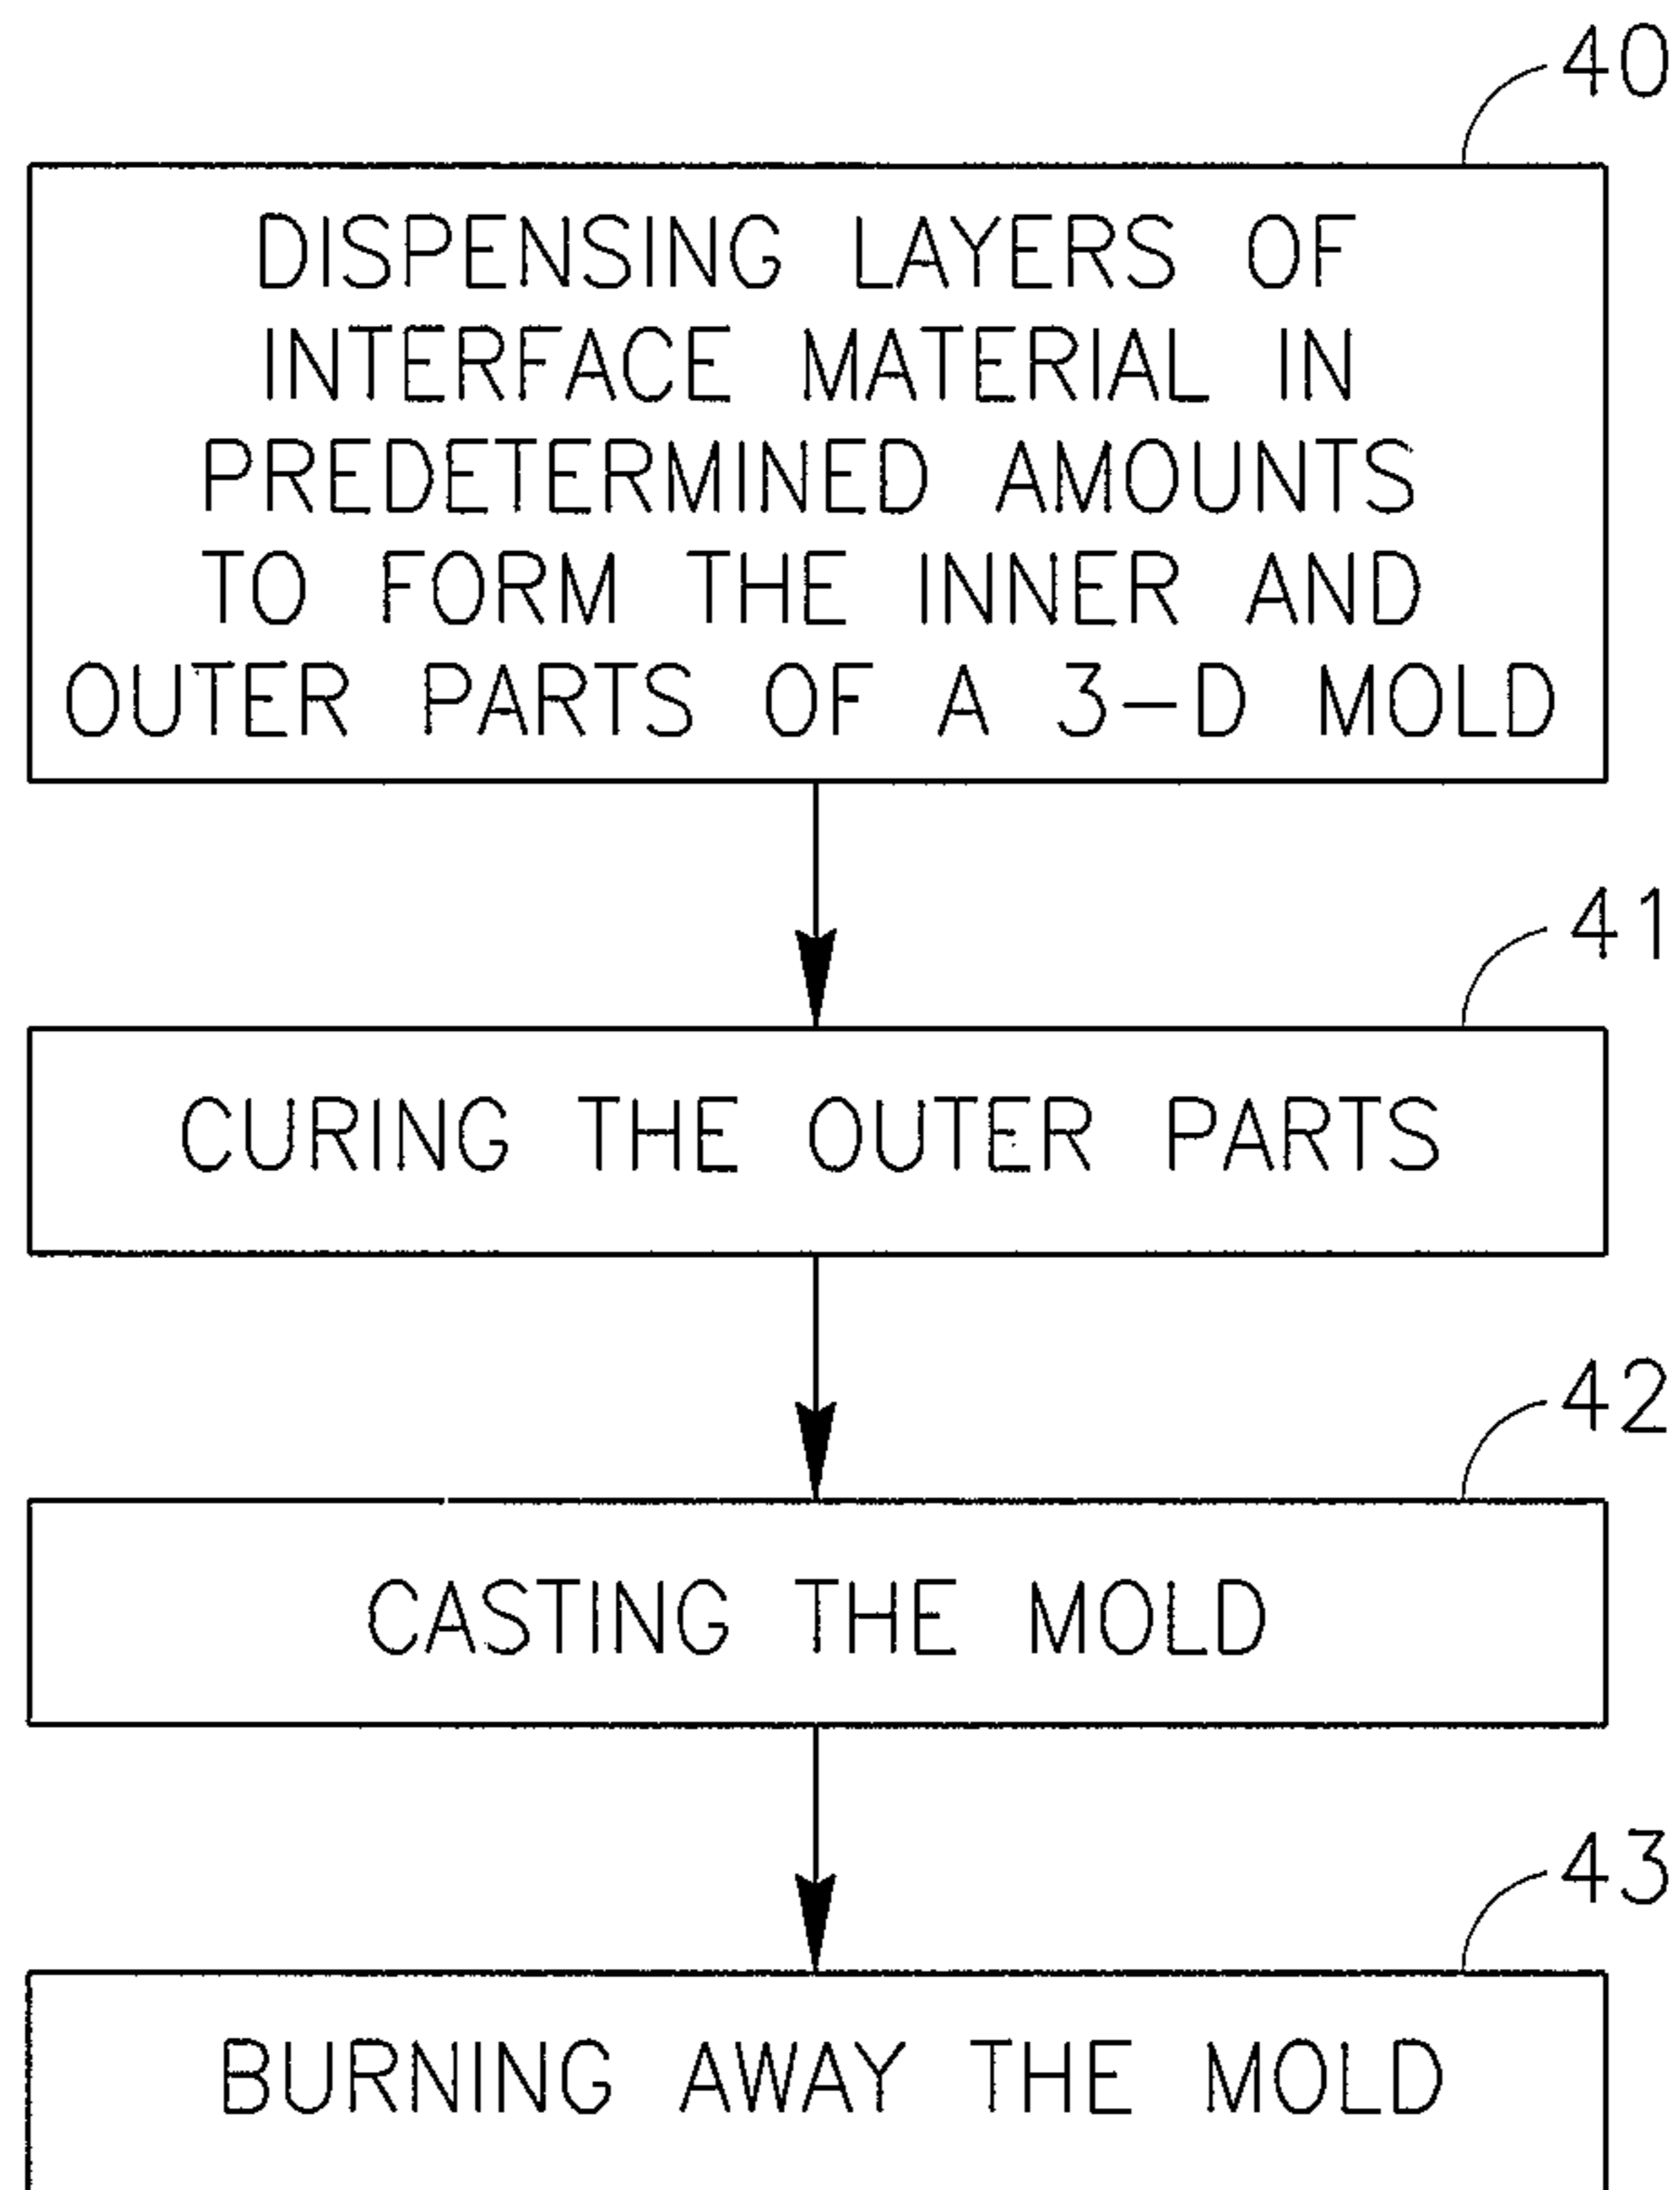 40
DISPENSING LAYERS OF
INTERFACE MATERIAL IN
PREDETERMINED AMOUNTS
TO FORM THE INNER AND
OUTER PARTS OF A 3-D MOLD
41
CURING THE OUTER PARTS
42
CASTING THE MOLD
43
BURNING AWAY THE MOLD